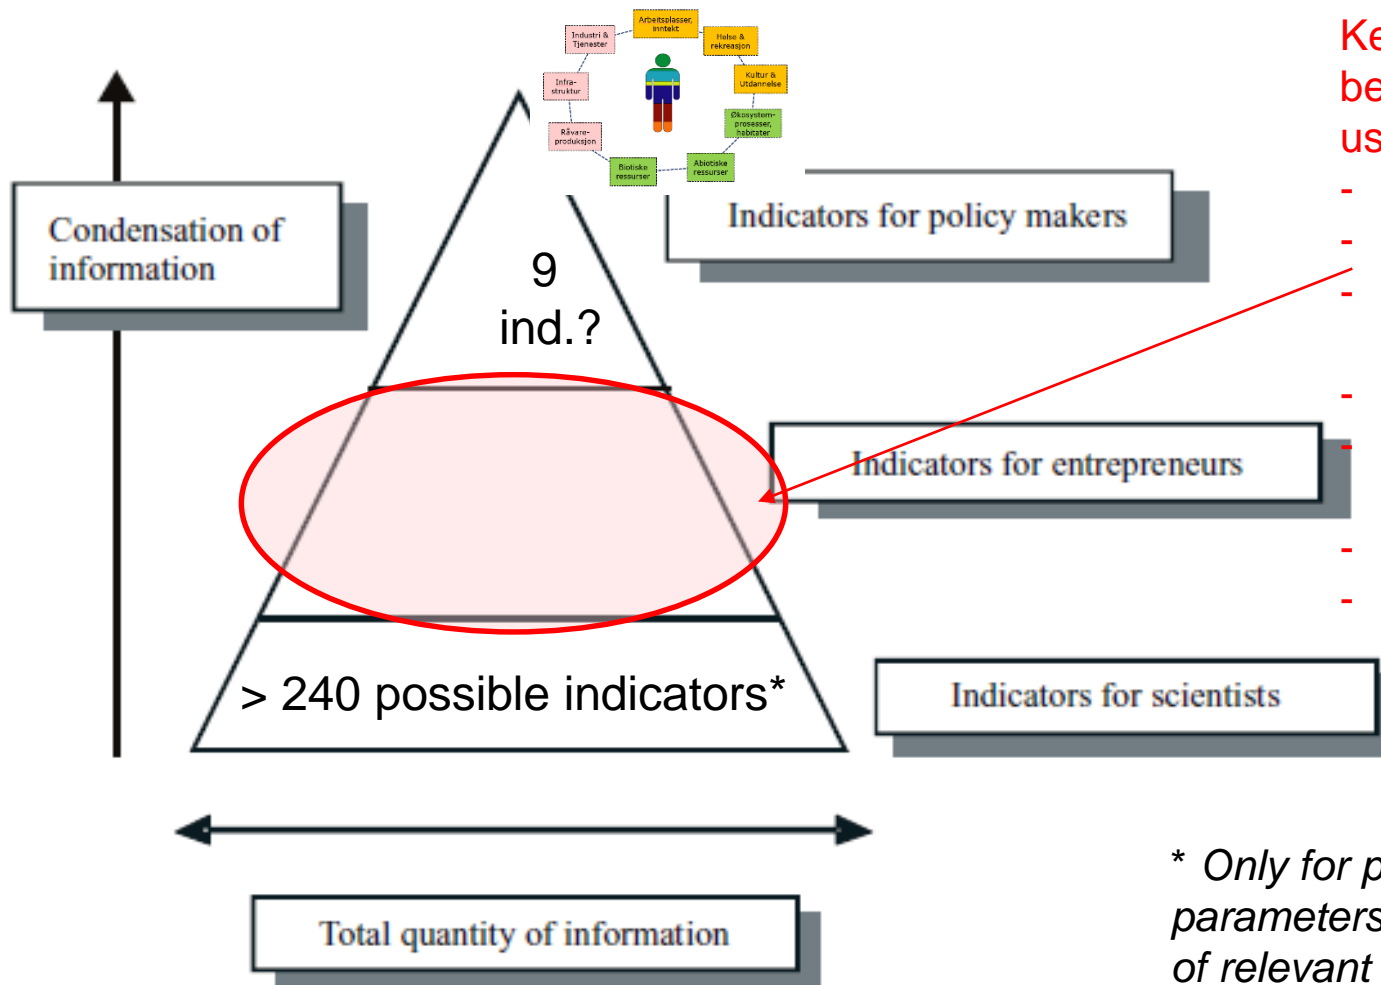 Arbeitsplasser,
inntekt
Industri &
Tjenester
Helse &
rekreasjon
Infra-
struktur
Kultur &
Utdannelse
Råvare-
produksjon
Økosystem-
prosesser,
habitater
Biotiske
ressurser
Abiotiske
ressurser
Ke
be
us
-
-
-
-
-
-
-
Condensation of
information
Indicators for policy makers
9
ind.?
Indicators for entrepreneurs
> 240 possible indicators*
Indicators for scientists
Total quantity of information
* Only for p
parameters
of relevant